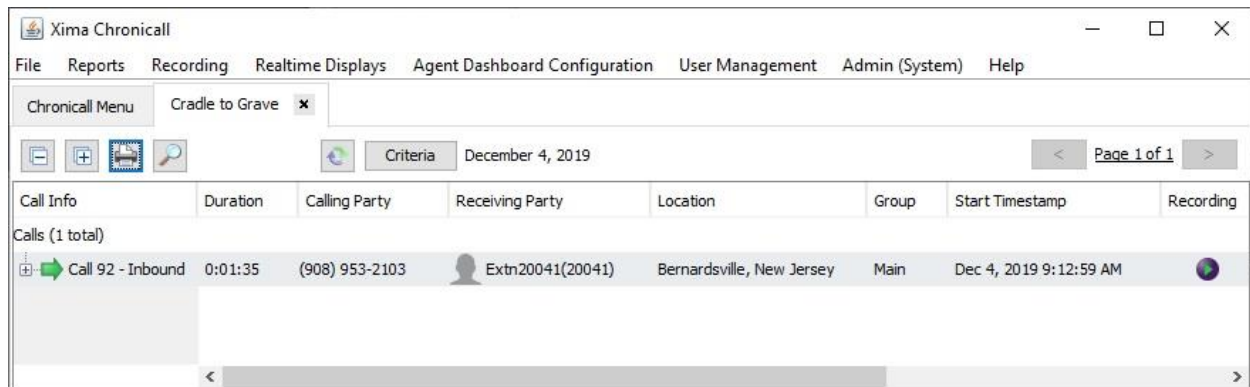 Xima Chronicall
File Reports Recording Realtime Displays Agent Dashboard Configuration User Management Admin (System) Help
Chronicall Menu Cradle to Grave
Criteria December 4, 2019 < Page 1 of 1 >
Call Info Duration Calling Party Receiving Party Location Group Start Timestamp Recording
Calls (1 total)
Call 92 - Inbound 0:01:35 (908) 953-2103 Extn20041(20041) Bernardsville, New Jersey Main Dec 4, 2019 9:12:59 AM